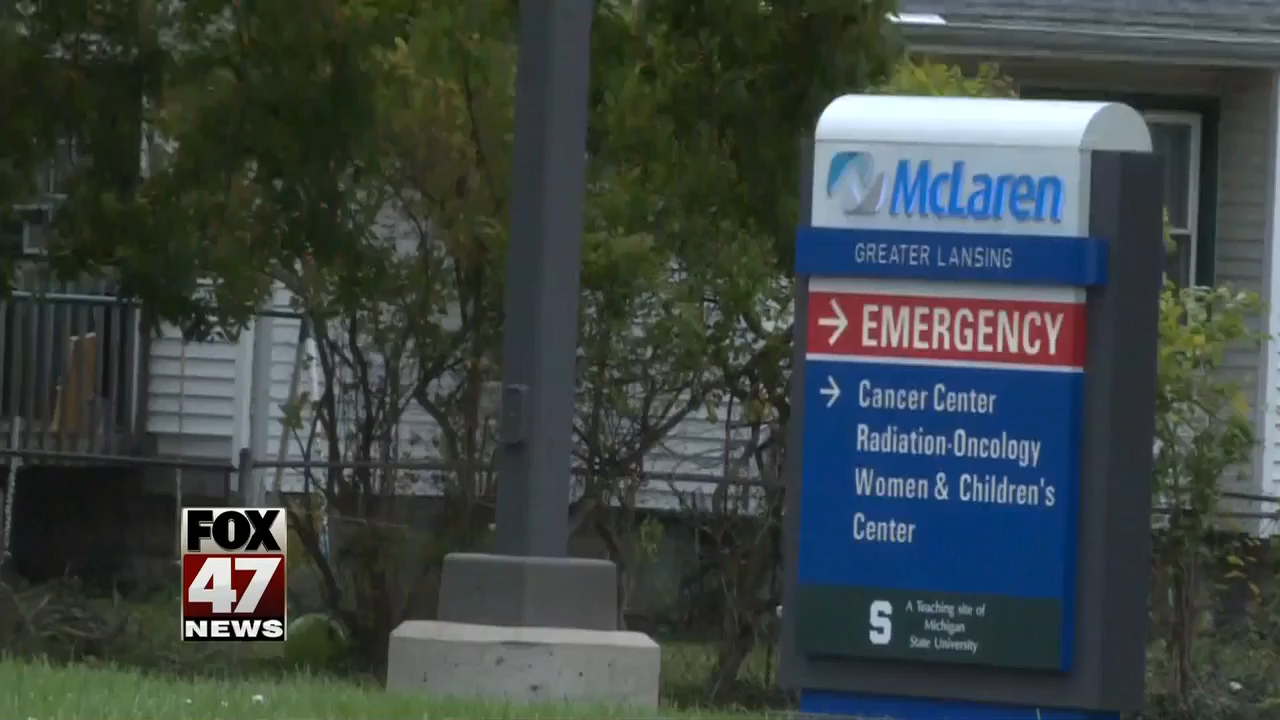 McLaren
GREATER LANSING
→ EMERGENCY
→ Cancer Center
Radiation-Oncology
Women & Children's
Center
S
A Teaching site of
Michigan
State University
FOX
47
NEWS